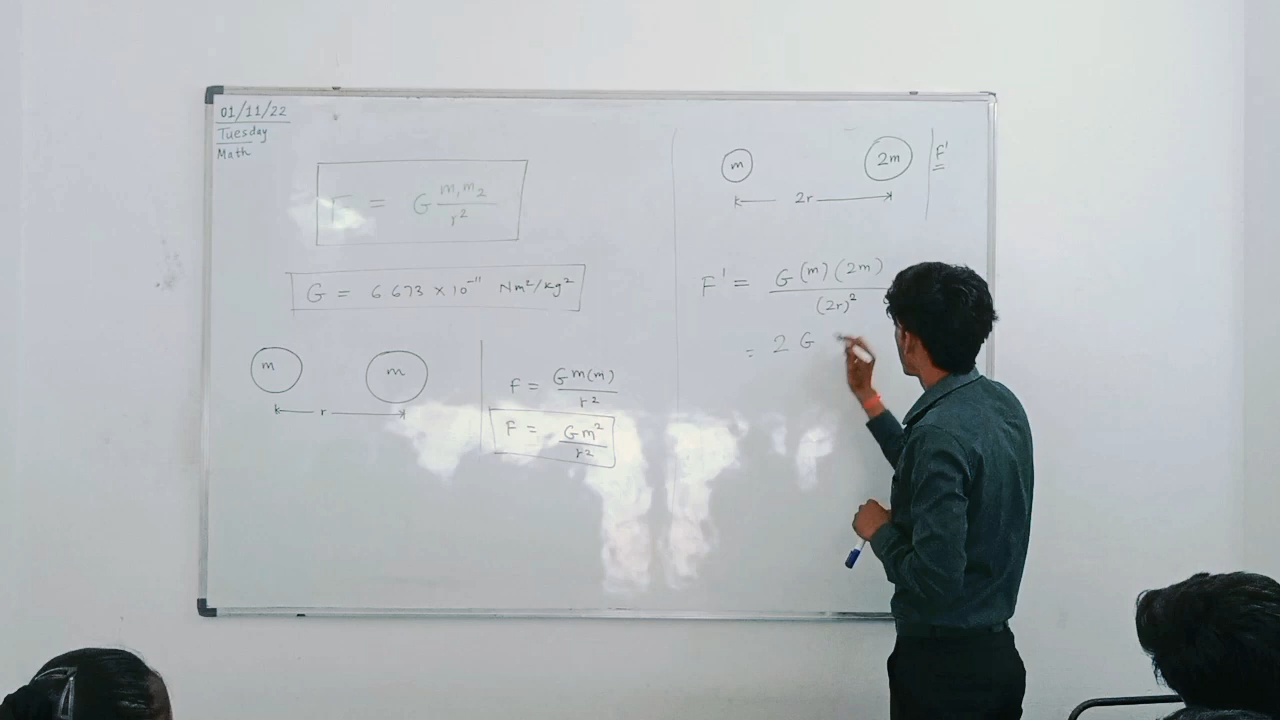 01/11/22
Tuesday
Math
F = G m₁m₂/r²
G = 6.673 × 10⁻¹¹ Nm²/Kg²
m m
r
F = G m(m)/r²
F = Gm²/r²
m 2m F'
2r
F' = G(m)(2m)/(2r)²
= 2 G